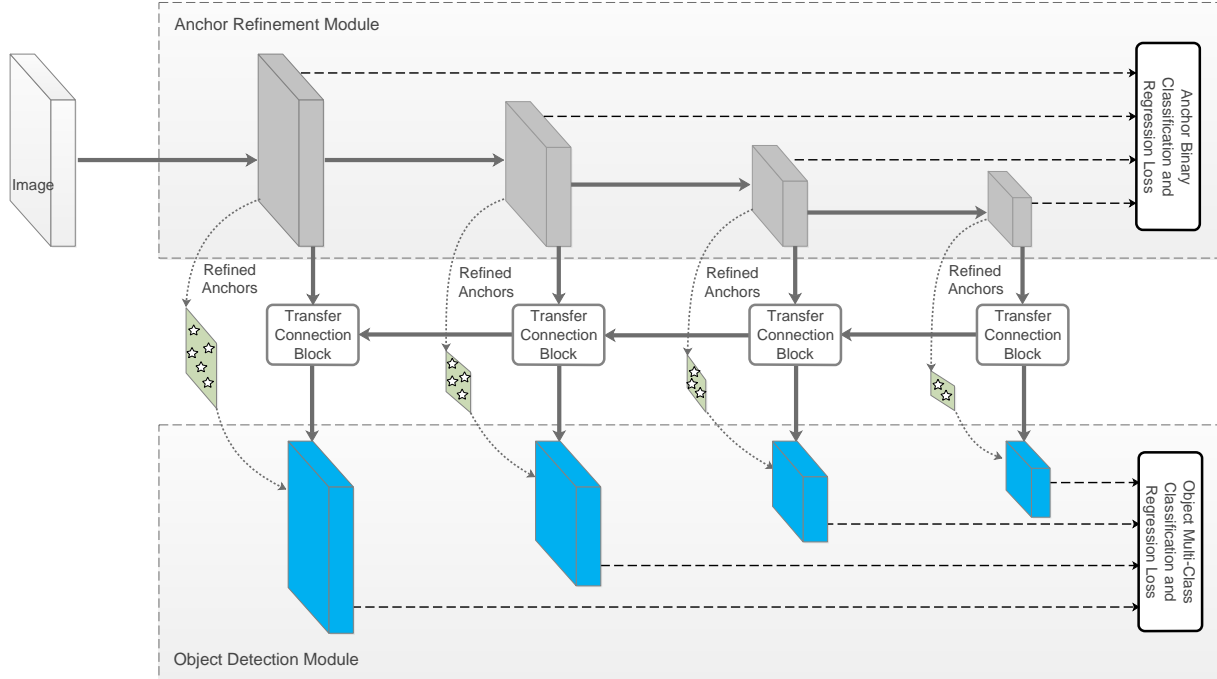 Anchor Refinement Module
Image
Anchor Binary
Classification and
Regression Loss
Refined
Anchors
Refined
Anchors
Refined
Anchors
Refined
Anchors
Transfer
Connection
Block
Transfer
Connection
Block
Transfer
Connection
Block
Transfer
Connection
Block
Object Multi-Class
Classification and
Regression Loss
Object Detection Module